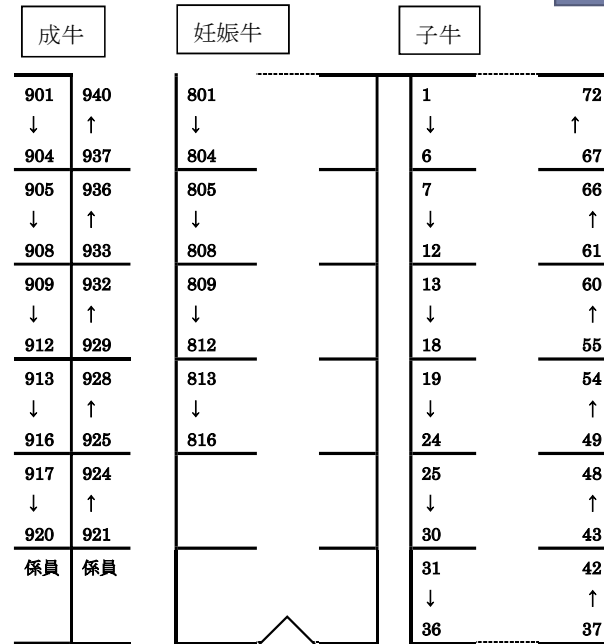 成牛 妊娠牛 子牛
901 940 801 1 72
↓ ↑ ↓ ↓ ↑
904 937 804 6 67
905 936 805 7 66
↓ ↑ ↓ ↓ ↑
908 933 808 12 61
909 932 809 13 60
↓ ↑ ↓ ↓ ↑
912 929 812 18 55
913 928 813 19 54
↓ ↑ ↓ ↓ ↑
916 925 816 24 49
917 924 25 48
↓ ↑ ↓ ↑
920 921 30 43
係員 係員 31 42
↓ ↑
36 37